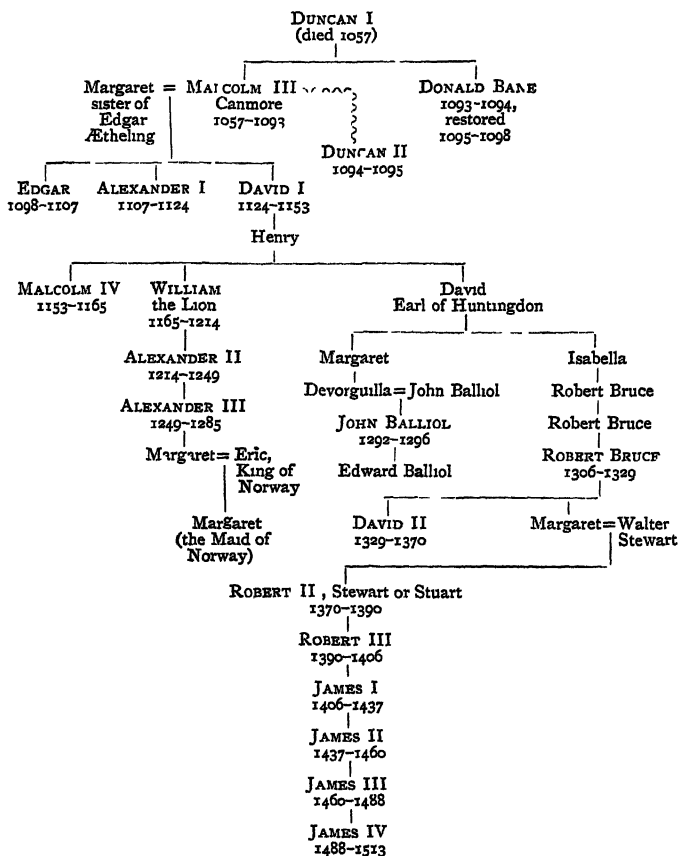 DUNCAN I
(died 1057)
Margaret = MALCOLM III
sister of
Edgar
Ætheling
Canmore
1057–1093
DONALD BANE
1093–1094,
restored
1095–1098
DUNCAN II
1094–1095
EDGAR
1098–1107
ALEXANDER I
1107–1124
DAVID I
1124–1153
Henry
MALCOLM IV
1153–1165
WILLIAM
the Lion
1165–1214
David
Earl of Huntingdon
ALEXANDER II
1214–1249
Margaret
Isabella
Devorguilla = John Balliol
Robert Bruce
ALEXANDER III
1249–1285
JOHN BALLIOL
1292–1296
Robert Bruce
Margaret = Eric,
King of
Norway
Edward Balliol
ROBERT BRUCE
1306–1329
Margaret
(the Maid of
Norway)
DAVID II
1329–1370
Margaret = Walter
Stewart
ROBERT II , Stewart or Stuart
1370–1390
ROBERT III
1390–1406
JAMES I
1406–1437
JAMES II
1437–1460
JAMES III
1460–1488
JAMES IV
1488–1513